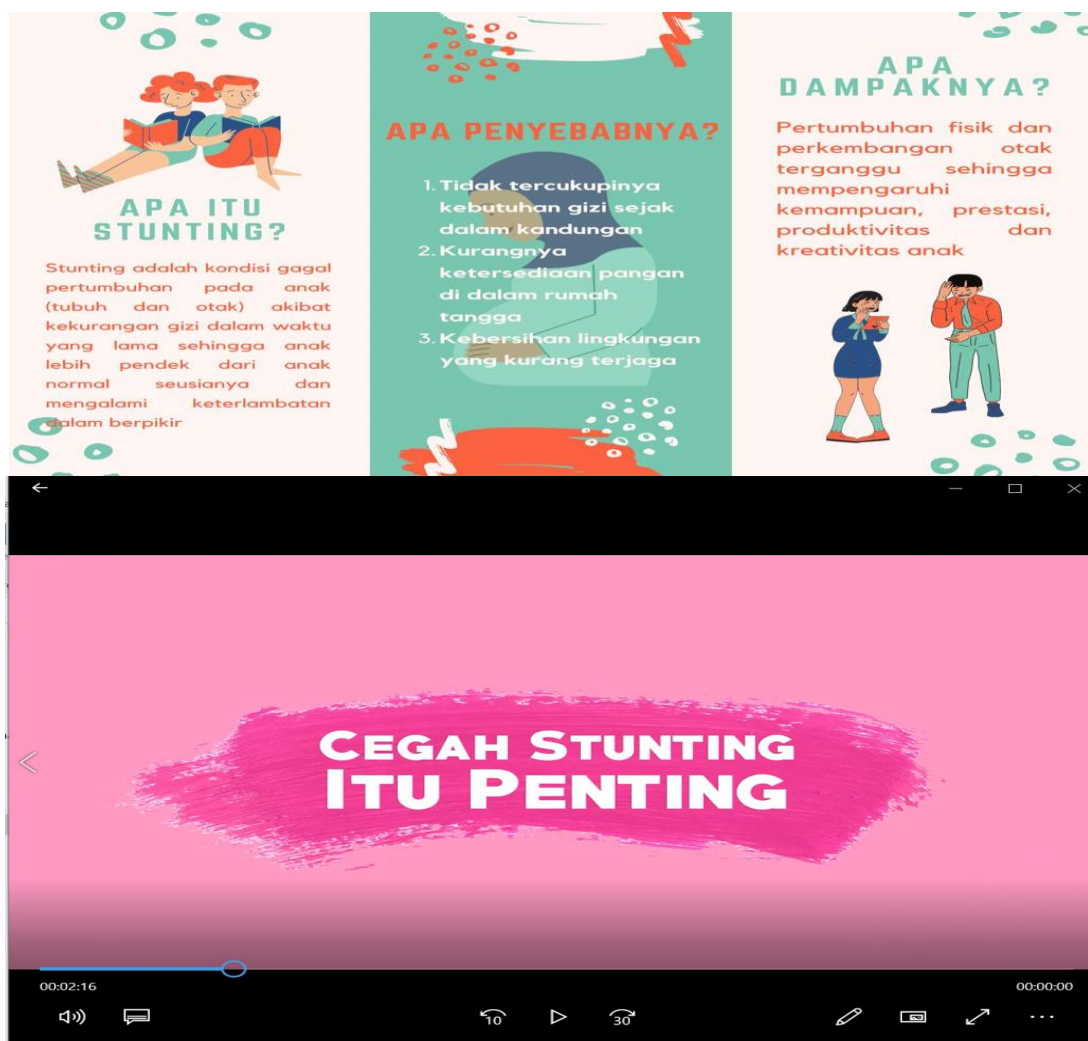 APA ITU
STUNTING?
Stunting adalah kondisi gagal
pertumbuhan pada anak
(tubuh dan otak) akibat
kekurangan gizi dalam waktu
yang lama sehingga anak
lebih pendek dari anak
normal seusianya dan
mengalami keterlambatan
dalam berpikir
APA PENYEBABNYA?
1. Tidak tercukupinya
kebutuhan gizi sejak
dalam kandungan
2. Kurangnya
ketersediaan pangan
di dalam rumah
tangga
3. Kebersihan lingkungan
yang kurang terjaga
APA
DAMPAKNYA?
Pertumbuhan fisik dan
perkembangan otak
terganggu sehingga
mempengaruhi
kemampuan, prestasi,
produktivitas dan
kreativitas anak
CEGAH STUNTING
ITU PENTING
00:02:16
00:00:00
10
30